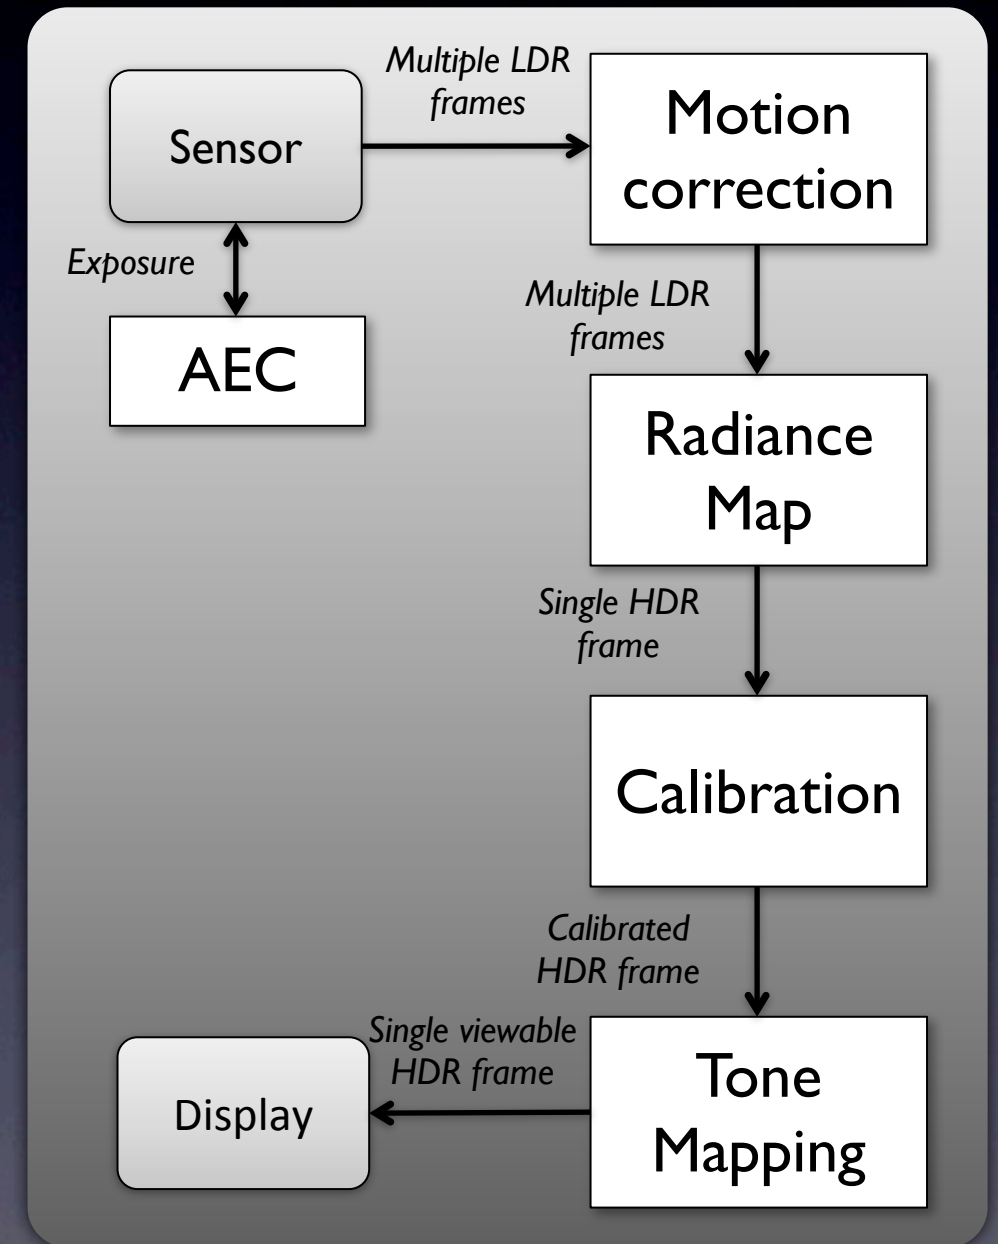 Multiple LDR
frames
Sensor
Motion
correction
Exposure
Multiple LDR
frames
AEC
Radiance
Map
Single HDR
frame
Calibration
Calibrated
HDR frame
Single viewable
HDR frame
Display
Tone
Mapping